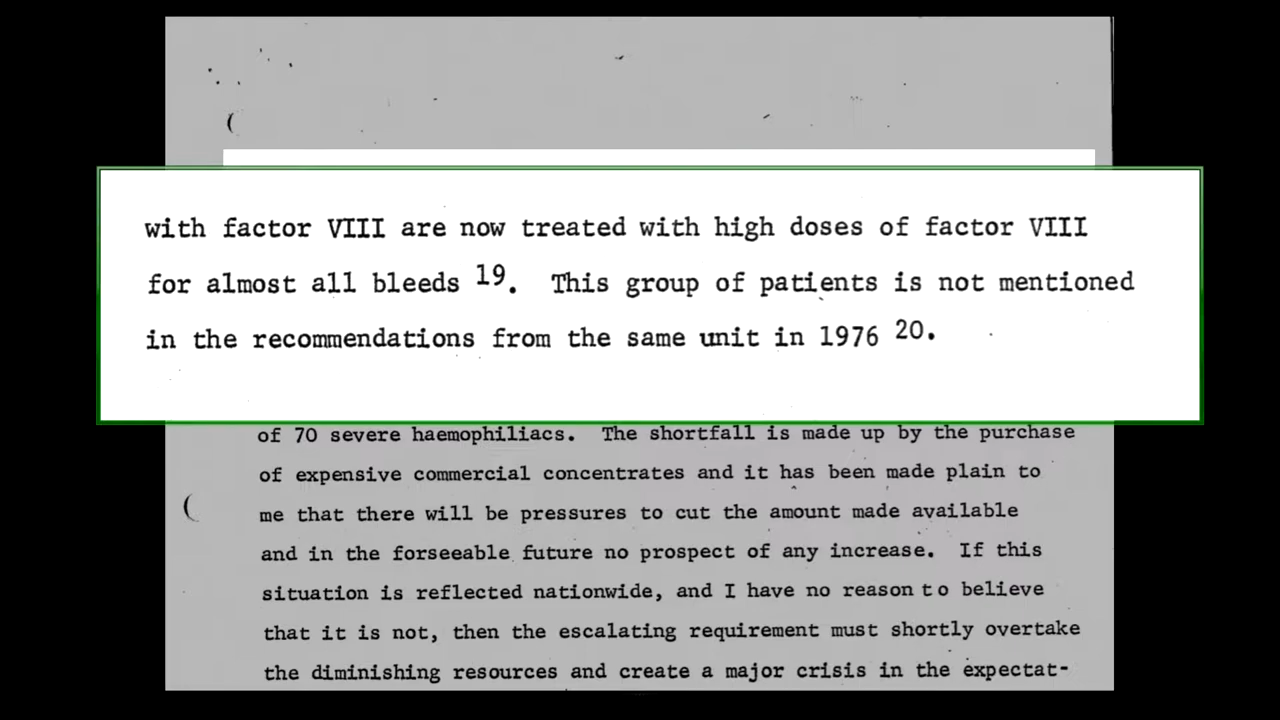 with factor VIII are now treated with high doses of factor VIII
for almost all bleeds 19. This group of patients is not mentioned
in the recommendations from the same unit in 1976 20.
of 70 severe haemophiliacs. The shortfall is made up by the purchase
of expensive commercial concentrates and it has been made plain to
me that there will be pressures to cut the amount made available
and in the forseeable future no prospect of any increase. If this
situation is reflected nationwide, and I have no reason to believe
that it is not, then the escalating requirement must shortly overtake
the diminishing resources and create a major crisis in the expectat-